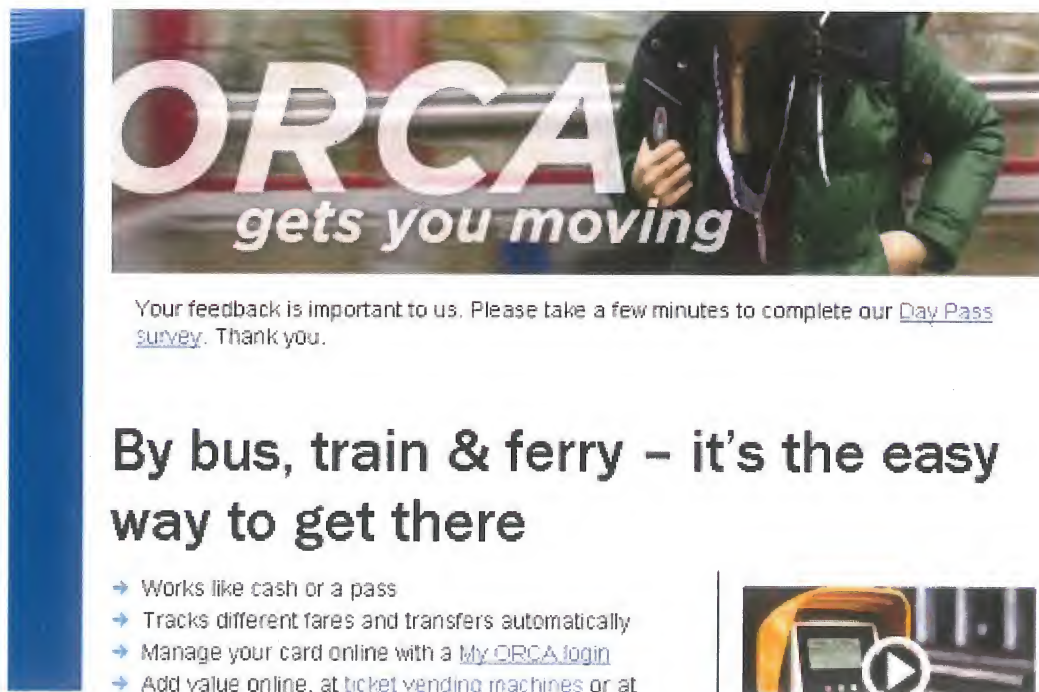 ORCA
gets you moving
Your feedback is important to us. Please take a few minutes to complete our Day Pass
survey. Thank you.
By bus, train & ferry – it's the easy
way to get there
Works like cash or a pass
Tracks different fares and transfers automatically
Manage your card online with a My ORCA login
Add value online, at ticket vending machines or at